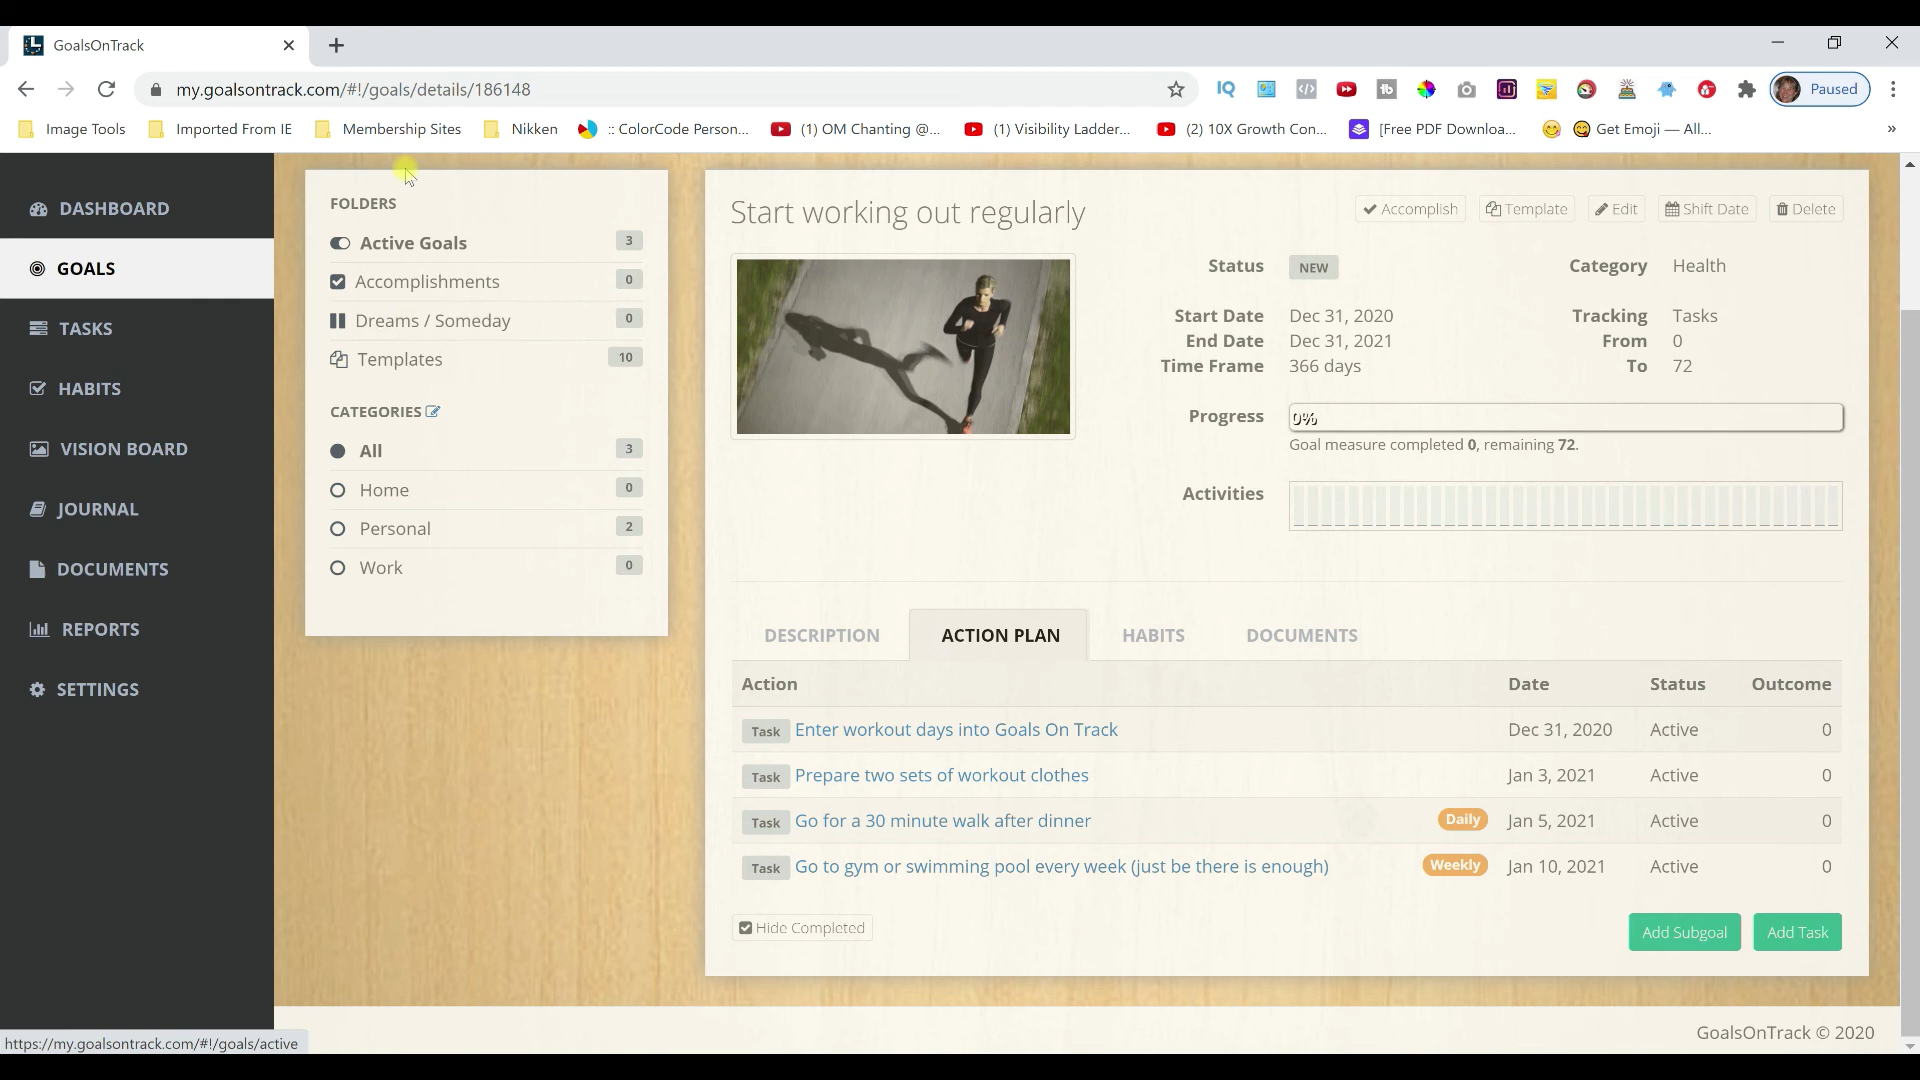 GoalsOnTrack
my.goalsontrack.com/#!/goals/details/186148
IQ
tb
Paused
Image Tools
Imported From IE
Membership Sites
Nikken
:: ColorCode Person...
(1) OM Chanting @...
(1) Visibility Ladder...
(2) 10X Growth Con...
[Free PDF Downloa...
Get Emoji — All...
»
DASHBOARD
GOALS
TASKS
HABITS
VISION BOARD
JOURNAL
DOCUMENTS
REPORTS
SETTINGS
FOLDERS
Active Goals 3
Accomplishments 0
Dreams / Someday 0
Templates 10
CATEGORIES
All 3
Home 0
Personal 2
Work 0
Start working out regularly
Accomplish Template Edit Shift Date Delete
Status NEW Category Health
Start Date Dec 31, 2020 Tracking Tasks
End Date Dec 31, 2021 From 0
Time Frame 366 days To 72
Progress 0%
Goal measure completed 0, remaining 72.
Activities
DESCRIPTION ACTION PLAN HABITS DOCUMENTS
Action Date Status Outcome
Task Enter workout days into Goals On Track Dec 31, 2020 Active 0
Task Prepare two sets of workout clothes Jan 3, 2021 Active 0
Task Go for a 30 minute walk after dinner Daily Jan 5, 2021 Active 0
Task Go to gym or swimming pool every week (just be there is enough) Weekly Jan 10, 2021 Active 0
Hide Completed Add Subgoal Add Task
GoalsOnTrack © 2020
https://my.goalsontrack.com/#!/goals/active